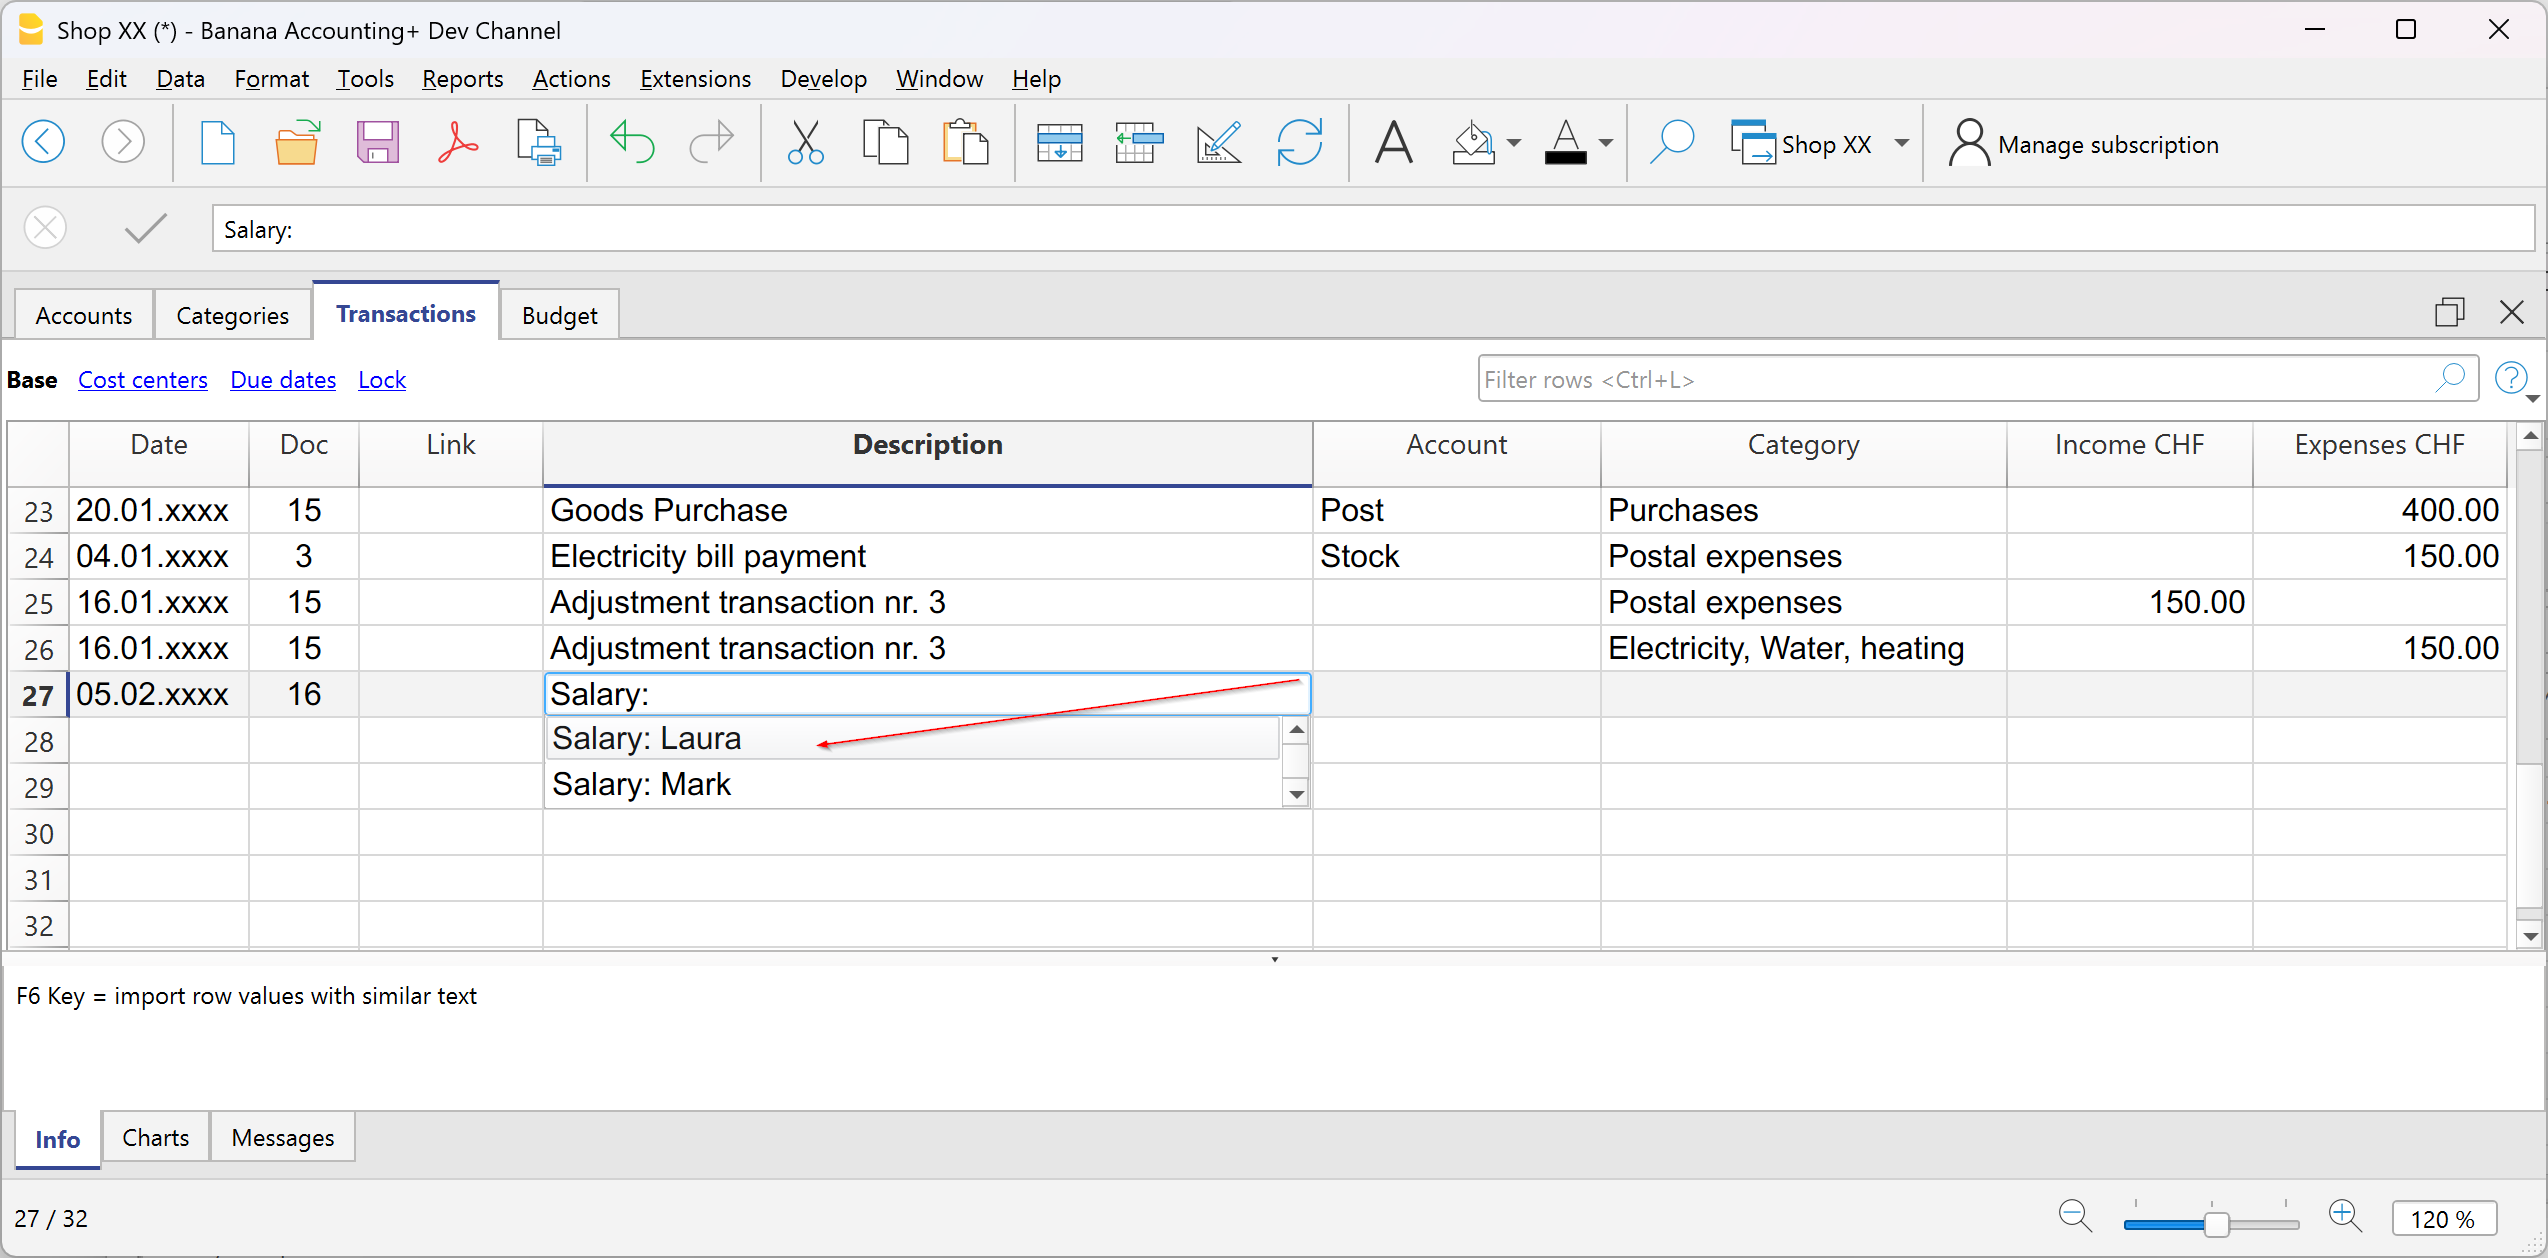 Shop XX (*) - Banana Accounting+ Dev Channel
File Edit Data Format Tools Reports Actions Extensions Develop Window Help
Shop XX Manage subscription
Salary:
Accounts Categories Transactions Budget
Base Cost centers Due dates Lock Filter rows <Ctrl+L>
Date Doc Link Description Account Category Income CHF Expenses CHF
23 20.01.xxxx 15 Goods Purchase Post Purchases 400.00
24 04.01.xxxx 3 Electricity bill payment Stock Postal expenses 150.00
25 16.01.xxxx 15 Adjustment transaction nr. 3 Postal expenses 150.00
26 16.01.xxxx 15 Adjustment transaction nr. 3 Electricity, Water, heating 150.00
27 05.02.xxxx 16 Salary:
28 Salary: Laura
29 Salary: Mark
30
31
32
F6 Key = import row values with similar text
Info Charts Messages
27 / 32 120 %